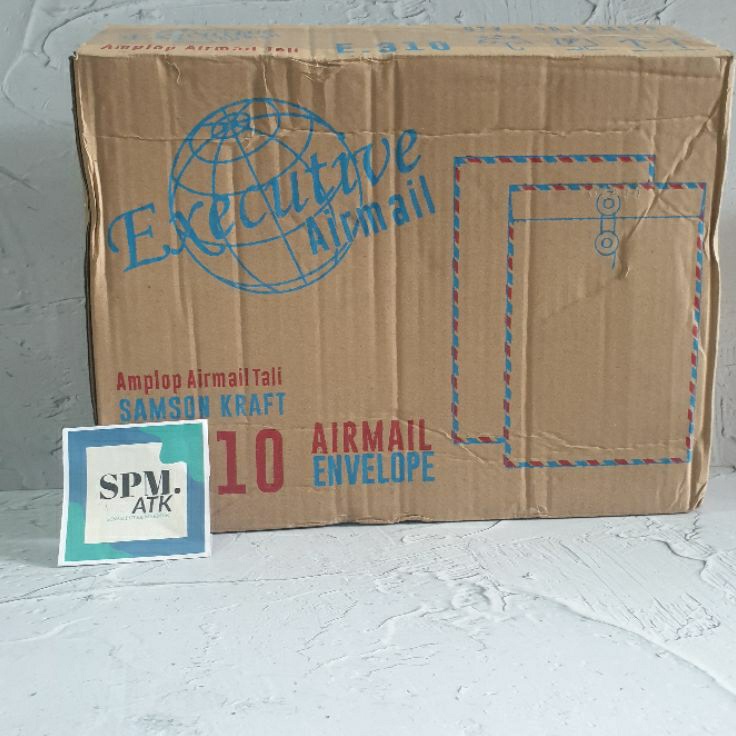 Amplop Airmail Tali
E-310
Executive
Airmail
Amplop Airmail Tali
SAMSON KRAFT
10
AIRMAIL
ENVELOPE
SPM.
ATK